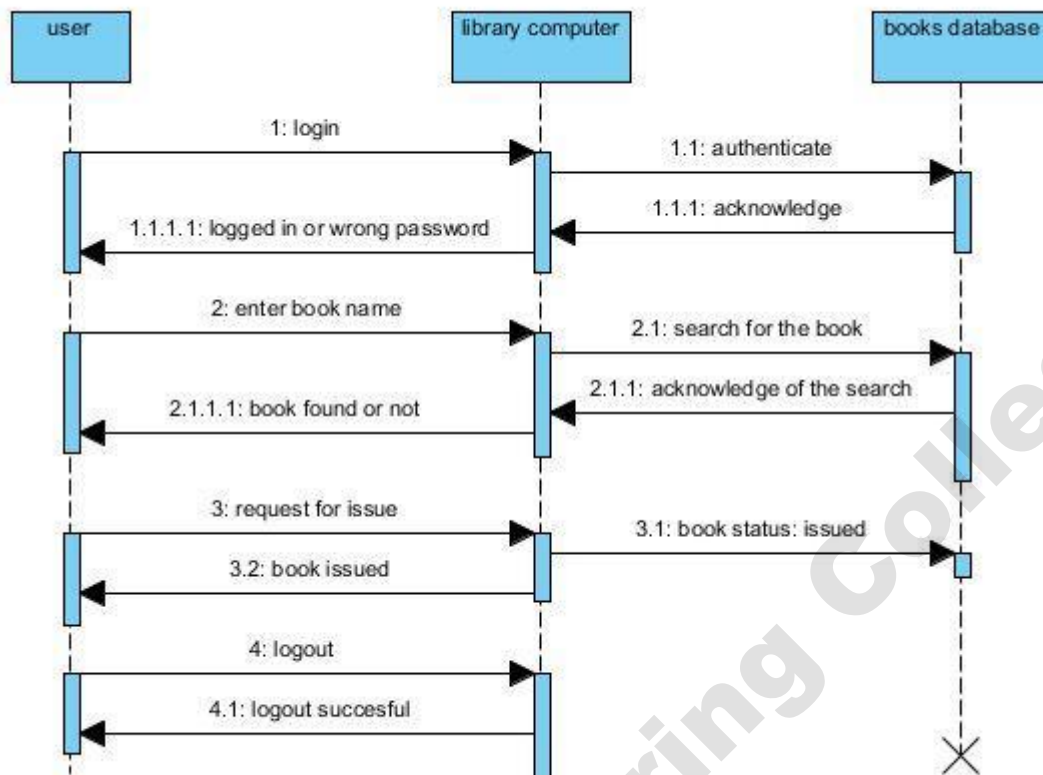 user
library computer
books database
1: login
1.1: authenticate
1.1.1: acknowledge
1.1.1.1: logged in or wrong password
2: enter book name
2.1: search for the book
2.1.1: acknowledge of the search
2.1.1.1: book found or not
3: request for issue
3.1: book status: issued
3.2: book issued
4: logout
4.1: logout succesful